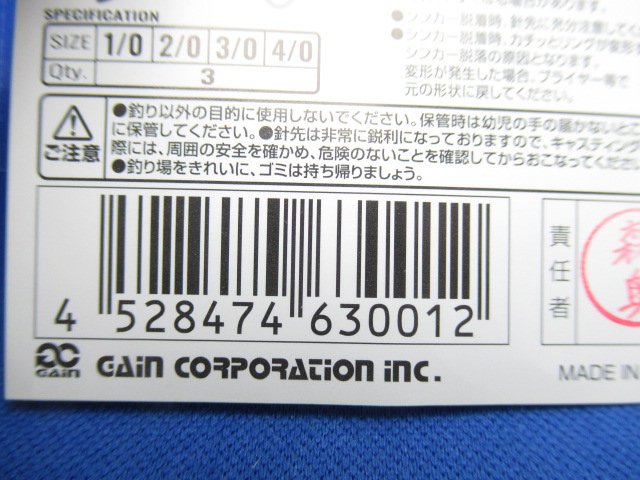 SPECIFICATION
SIZE 1/0 2/0 3/0 4/0
Qty. 3
●シンカー脱着時、針先に充分注意してく
●シンカー脱着時、カチッとリングが変形
シンカー脱落の原因となります。
変形が発生した場合、プライヤー等で
元の形状に戻してください。
ご注意
●釣り以外の目的に使用しないでください。保管時は幼児の手の届かないとこ
に保管してください。●針先は非常に鋭利になっておりますので、キャスティング
際には、周囲の安全を確かめ、危険のないことを確認してからおこなってくださ
●釣り場をきれいに、ゴミは持ち帰りましょう。
4 528474 630012
責任者
GAIN GAIN CORPORATION INC.
MADE IN